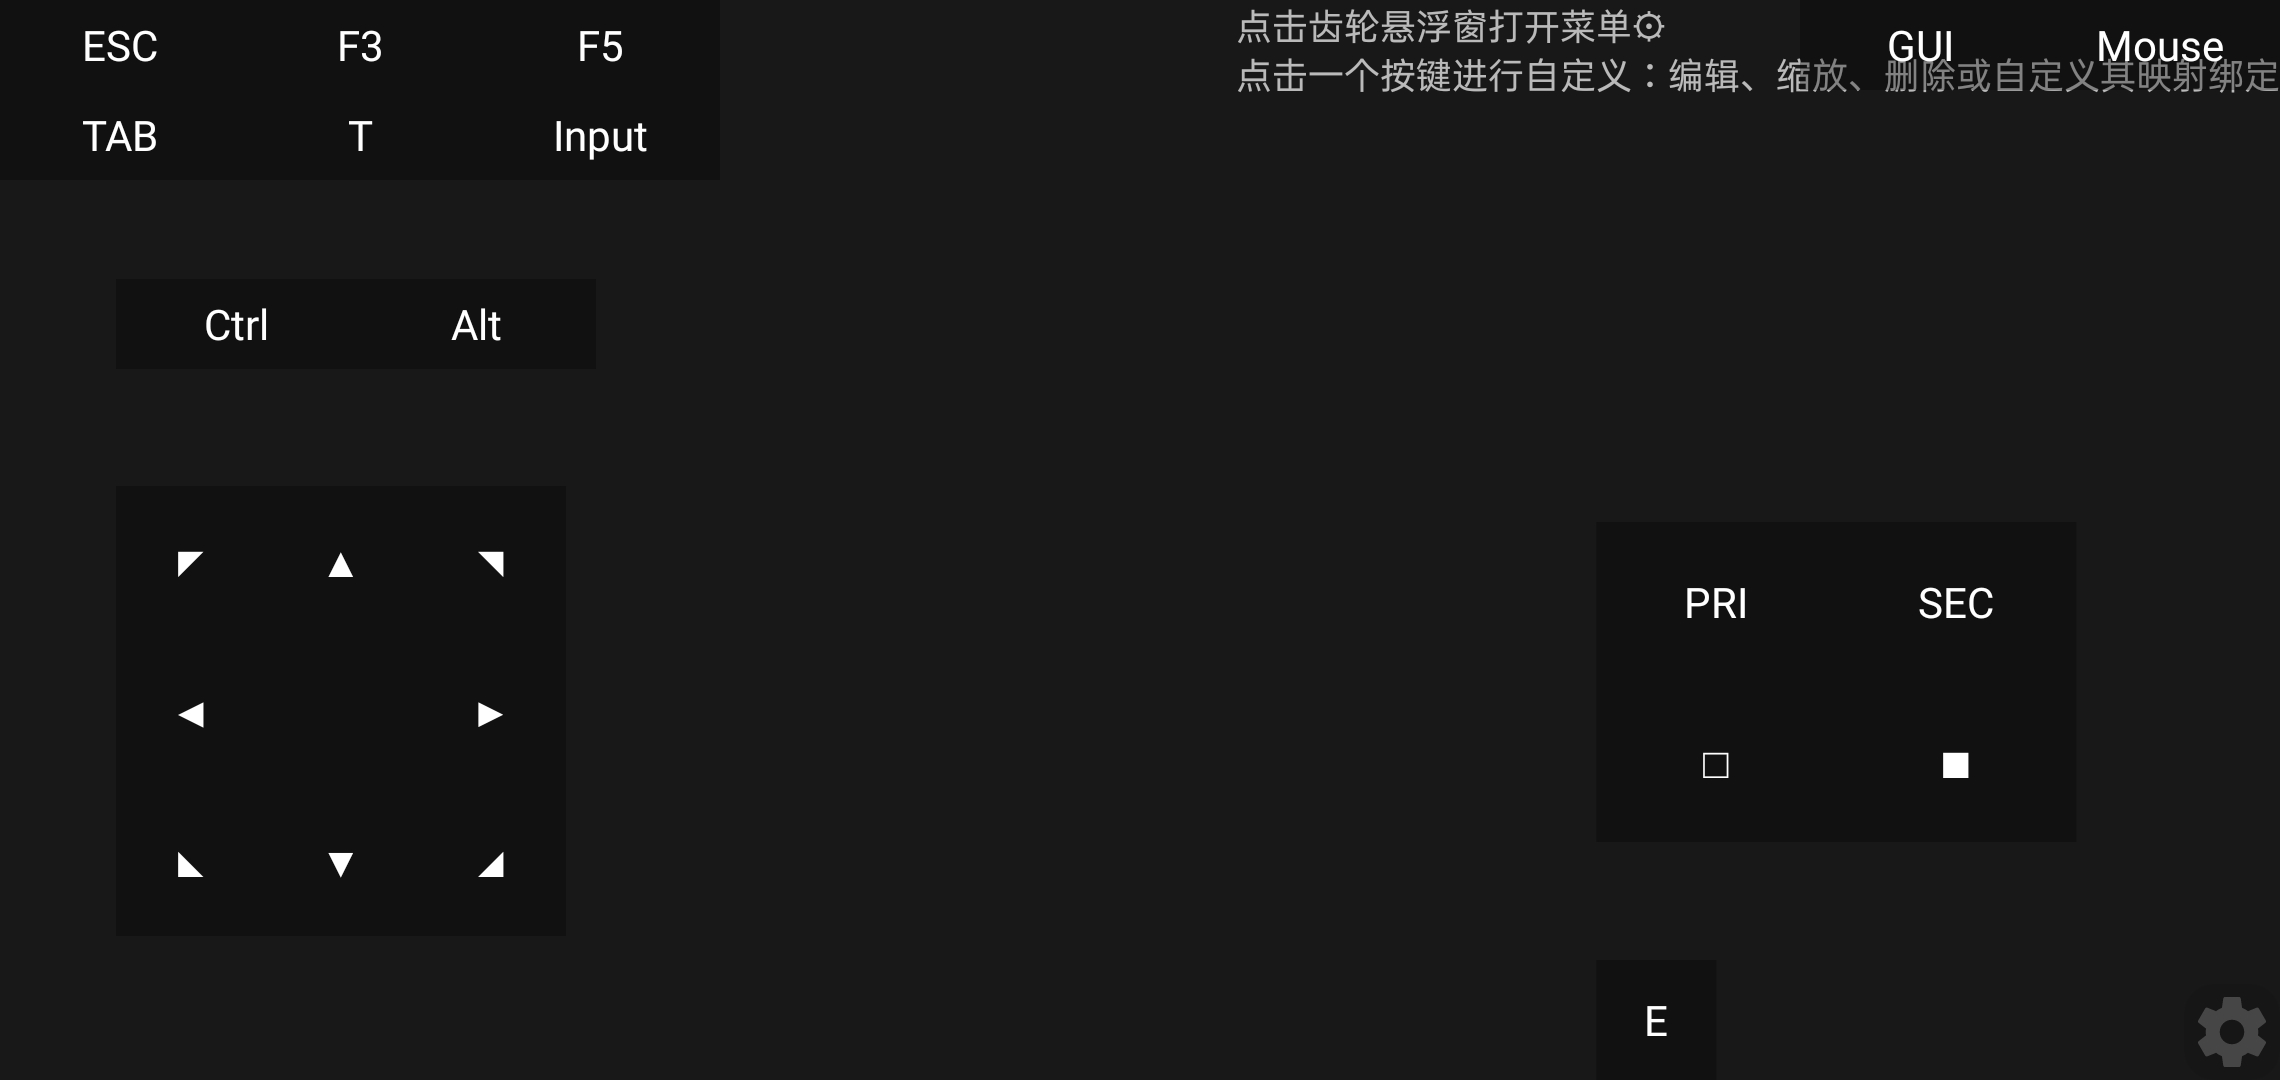 ESC F3 F5
点击齿轮悬浮窗打开菜单⚙
GUI Mouse
点击一个按键进行自定义：编辑、缩放、删除或自定义其映射绑定
TAB T Input
Ctrl Alt
◤ ▲ ◥
PRI SEC
◀ ▶
□ ■
◣ ▼ ◢
E